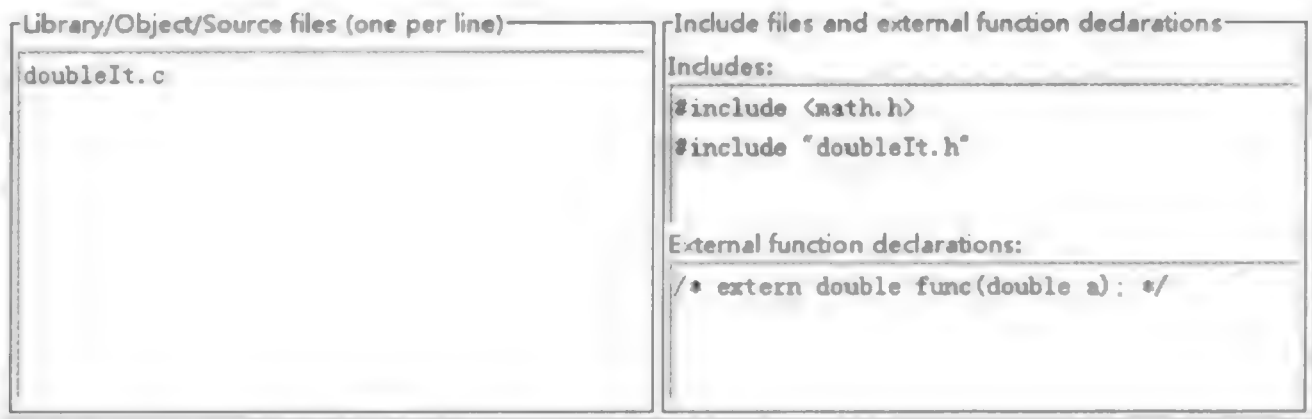 Library/Object/Source files (one per line)
doubleIt.c
Include files and external function declarations
Includes:
#include <math.h>
#include "doubleIt.h"
External function declarations:
/* extern double func(double a); */